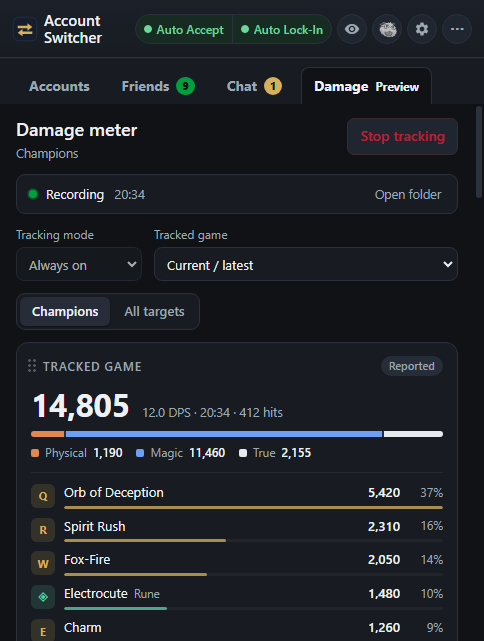 Account
Switcher
Auto Accept
Auto Lock-In
Accounts
Friends 9
Chat 1
Damage Preview
Damage meter
Champions
Stop tracking
Recording 20:34
Open folder
Tracking mode
Tracked game
Always on
Current / latest
Champions
All targets
TRACKED GAME
Reported
14,805 12.0 DPS · 20:34 · 412 hits
Physical 1,190 Magic 11,460 True 2,155
Q Orb of Deception 5,420 37%
R Spirit Rush 2,310 16%
W Fox-Fire 2,050 14%
Electrocute Rune 1,480 10%
E Charm 1,260 9%